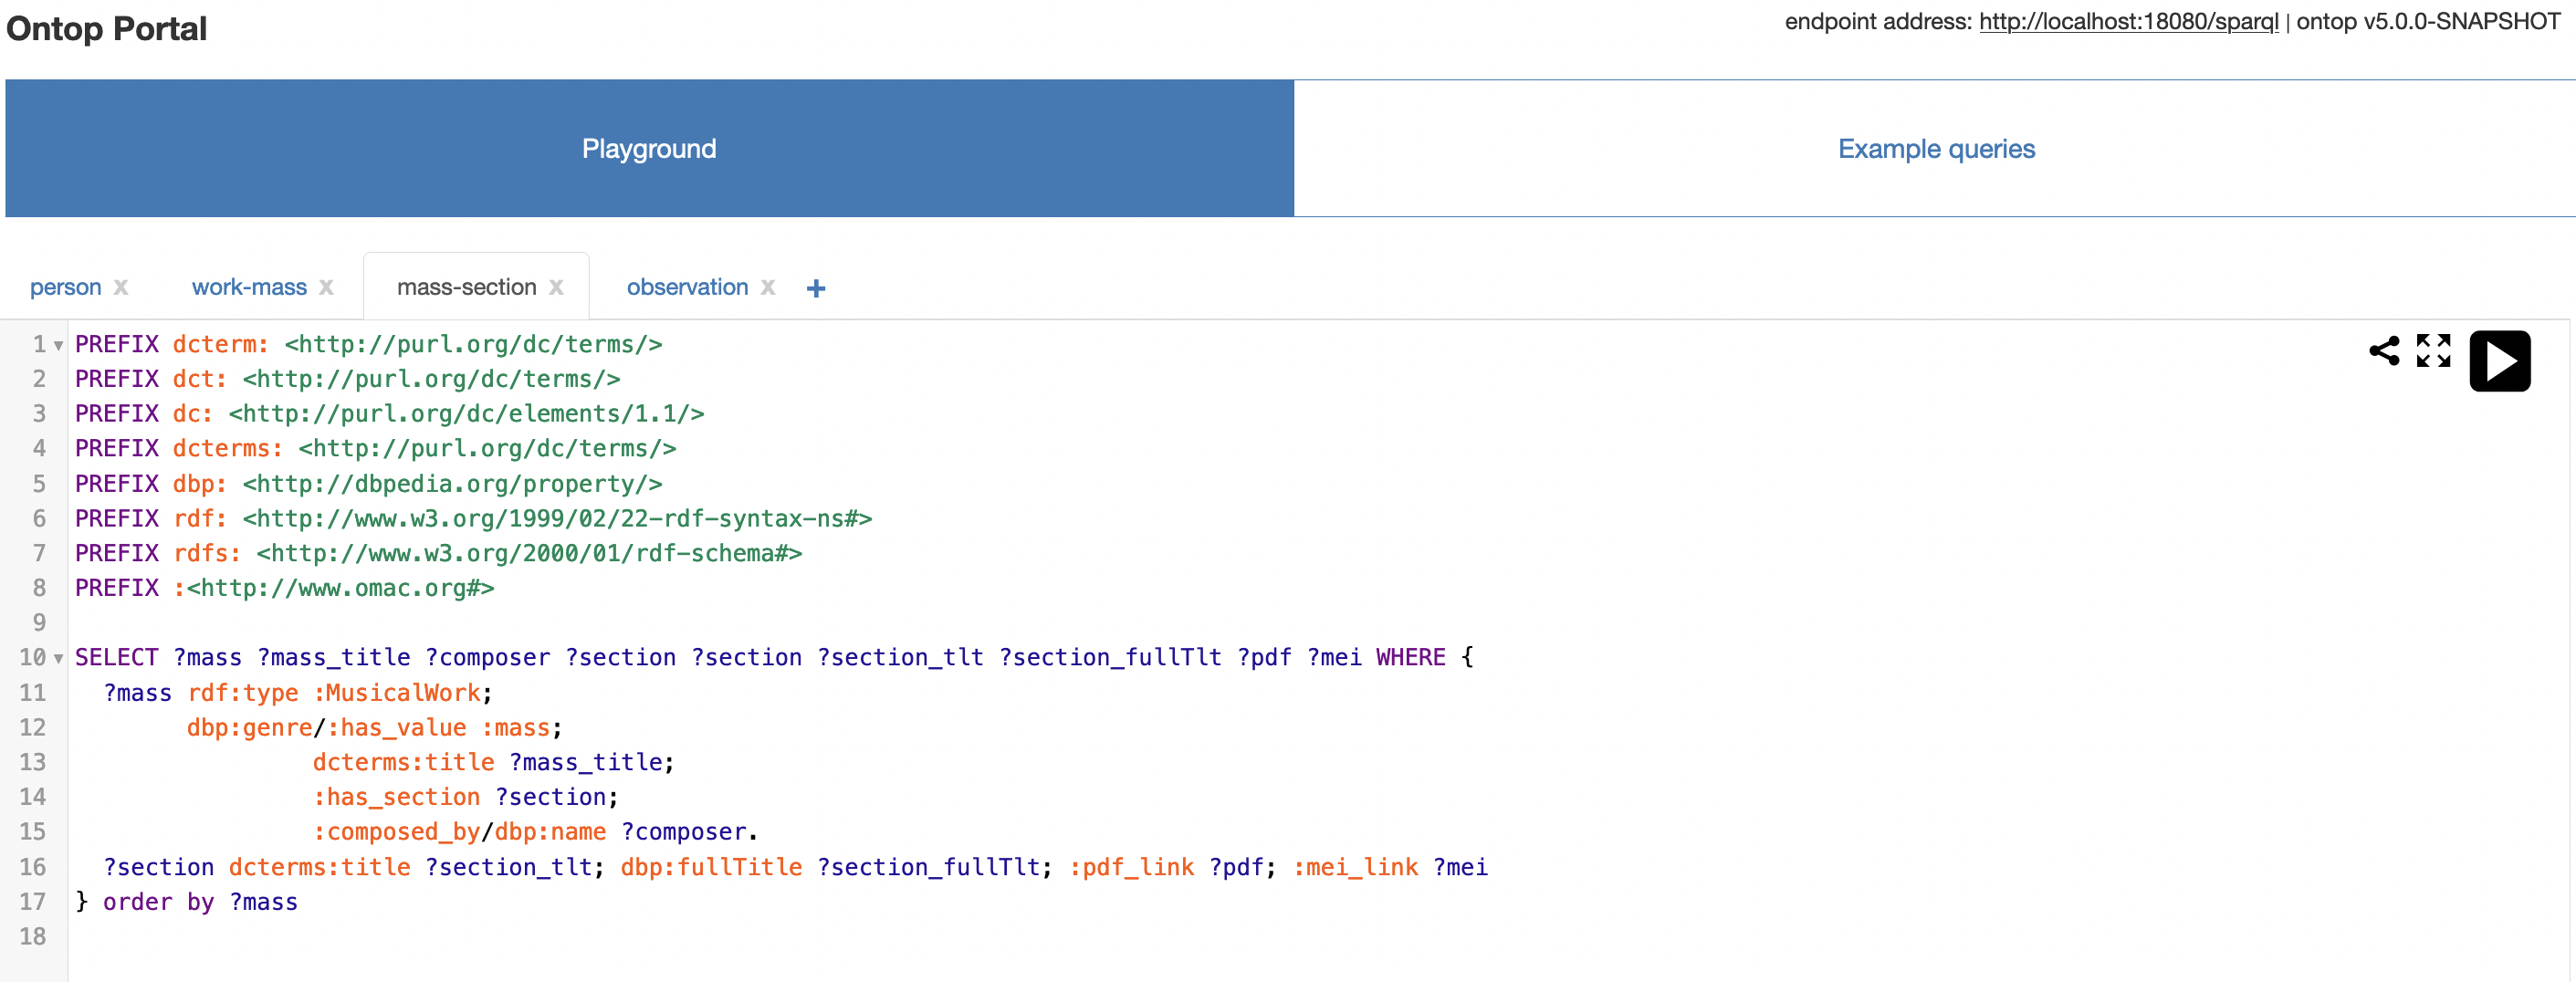 Ontop Portal
endpoint address: http://localhost:18080/sparql | ontop v5.0.0-SNAPSHOT
Playground
Example queries
person x work-mass x mass-section x observation x +
1 PREFIX dcterm: <http://purl.org/dc/terms/>
2 PREFIX dct: <http://purl.org/dc/terms/>
3 PREFIX dc: <http://purl.org/dc/elements/1.1/>
4 PREFIX dcterms: <http://purl.org/dc/terms/>
5 PREFIX dbp: <http://dbpedia.org/property/>
6 PREFIX rdf: <http://www.w3.org/1999/02/22-rdf-syntax-ns#>
7 PREFIX rdfs: <http://www.w3.org/2000/01/rdf-schema#>
8 PREFIX :<http://www.omac.org#>
9
10 SELECT ?mass ?mass_title ?composer ?section ?section ?section_tlt ?section_fullTlt ?pdf ?mei WHERE {
11 ?mass rdf:type :MusicalWork;
12 dbp:genre/:has_value :mass;
13 dcterms:title ?mass_title;
14 :has_section ?section;
15 :composed_by/dbp:name ?composer.
16 ?section dcterms:title ?section_tlt; dbp:fullTitle ?section_fullTlt; :pdf_link ?pdf; :mei_link ?mei
17 } order by ?mass
18